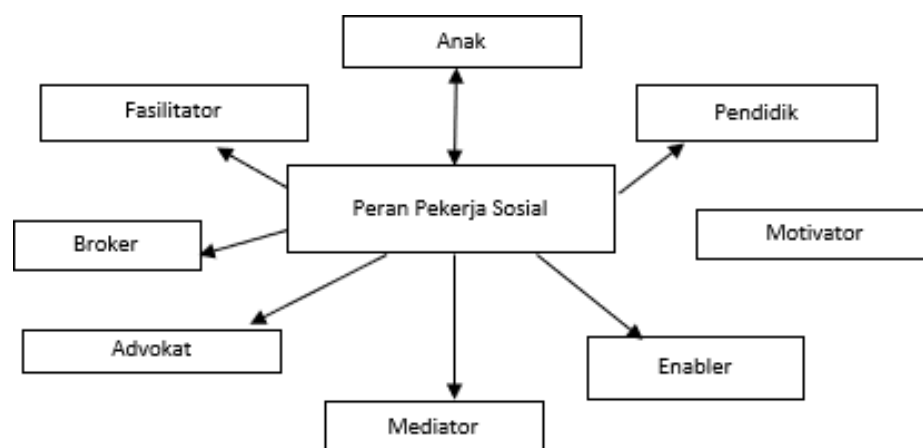 Anak
Fasilitator
Pendidik
Peran Pekerja Sosial
Motivator
Broker
Advokat
Enabler
Mediator